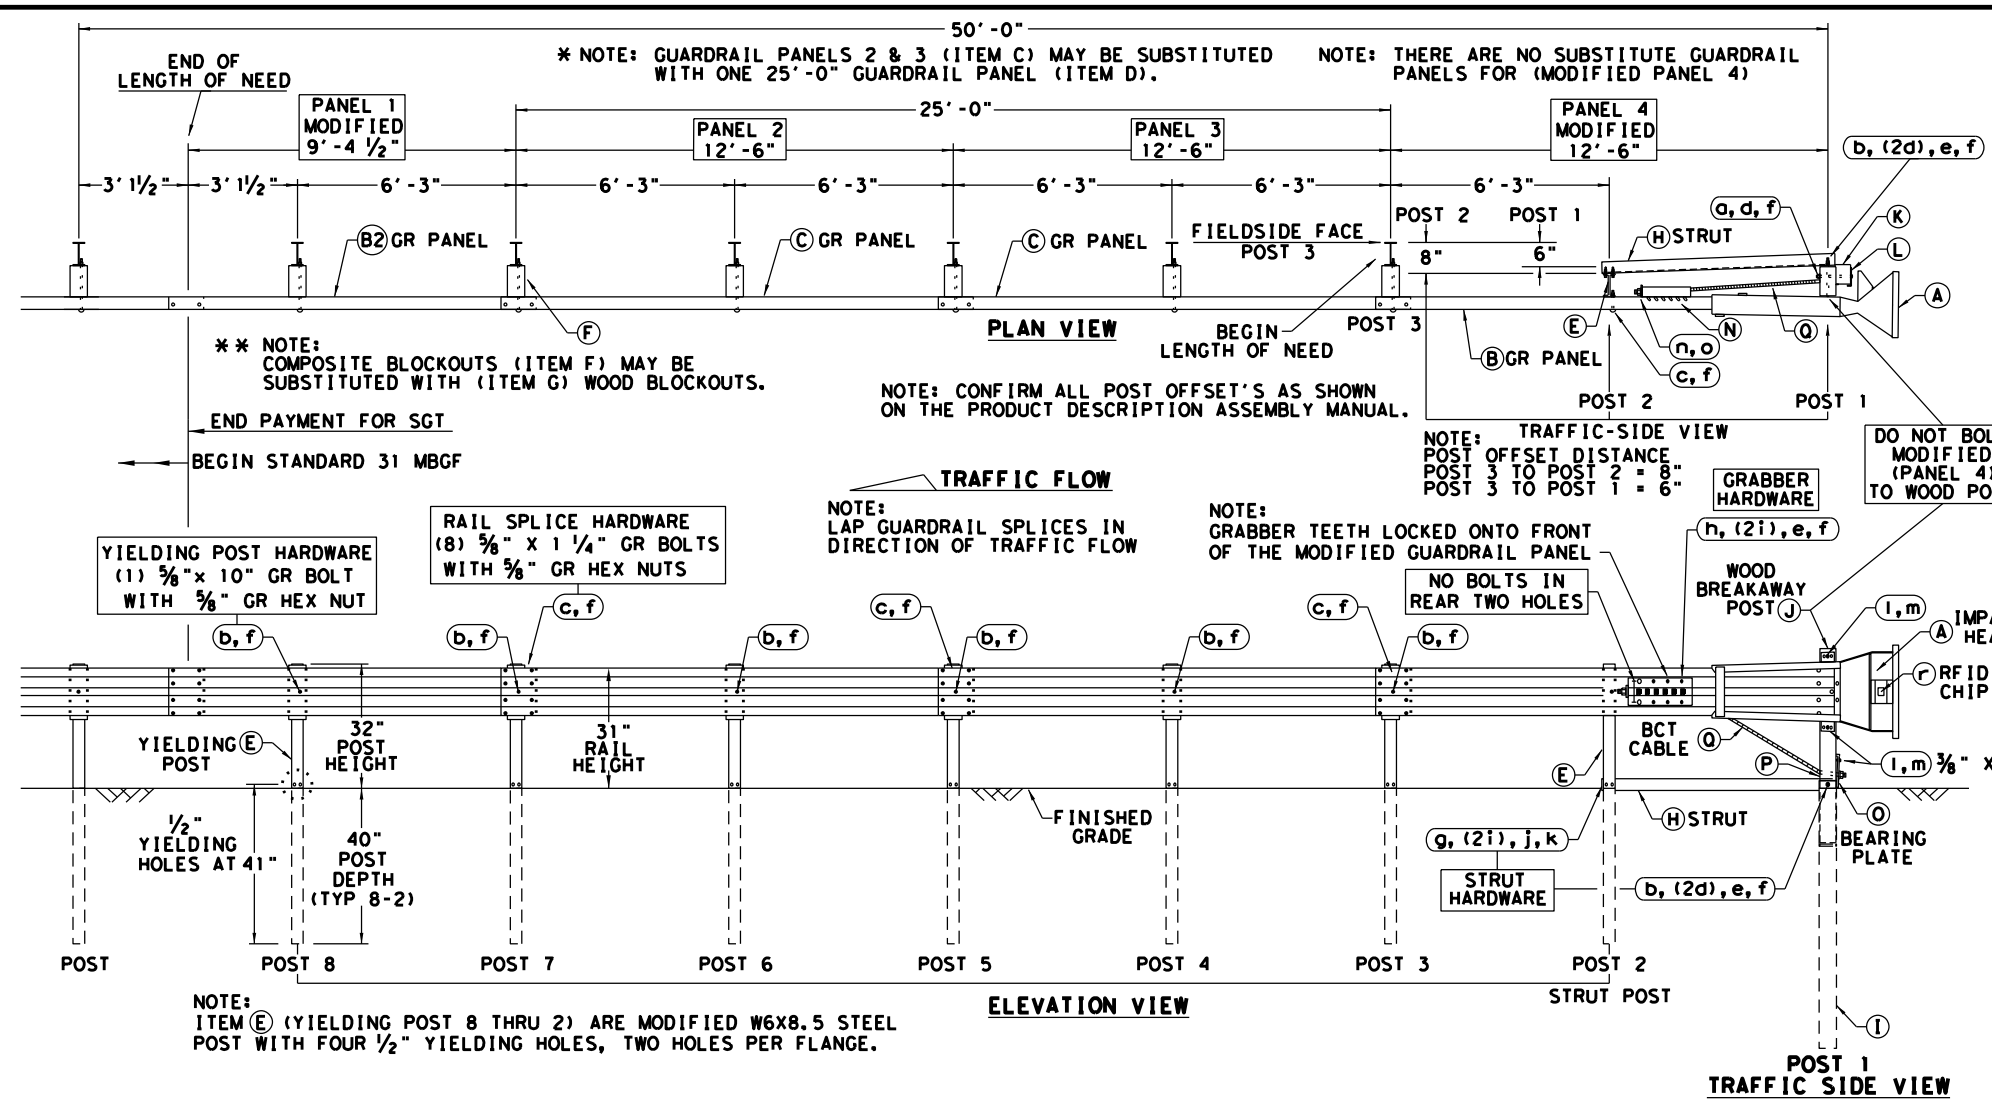 50'-0"
* NOTE: GUARDRAIL PANELS 2 & 3 (ITEM C) MAY BE SUBSTITUTED
WITH ONE 25'-0" GUARDRAIL PANEL (ITEM D).
NOTE: THERE ARE NO SUBSTITUTE GUARDRAIL
PANELS FOR (MODIFIED PANEL 4)
END OF
LENGTH OF NEED
PANEL 1
MODIFIED
9'-4 1/2"
25'-0"
PANEL 2
12'-6"
PANEL 3
12'-6"
PANEL 4
MODIFIED
12'-6"
b, (2d), e, f
3' 1 1/2"
3' 1 1/2"
6'-3"
6'-3"
6'-3"
6'-3"
6'-3"
6'-3"
POST 2
POST 1
a, d, f
K
B2 GR PANEL
C GR PANEL
C GR PANEL
FIELDSIDE FACE
POST 3
8"
6"
H STRUT
L
A
F
PLAN VIEW
BEGIN
LENGTH OF NEED
POST 3
E
N
Q
n, o
B GR PANEL
c, f
** NOTE:
COMPOSITE BLOCKOUTS (ITEM F) MAY BE
SUBSTITUTED WITH (ITEM G) WOOD BLOCKOUTS.
NOTE: CONFIRM ALL POST OFFSET'S AS SHOWN
ON THE PRODUCT DESCRIPTION ASSEMBLY MANUAL.
POST 2
POST 1
END PAYMENT FOR SGT
BEGIN STANDARD 31 MBGF
TRAFFIC-SIDE VIEW
NOTE:
POST OFFSET DISTANCE
POST 3 TO POST 2 = 8"
POST 3 TO POST 1 = 6"
DO NOT BOL
MODIFIED
(PANEL 4)
TO WOOD PO
TRAFFIC FLOW
NOTE:
LAP GUARDRAIL SPLICES IN
DIRECTION OF TRAFFIC FLOW
NOTE:
GRABBER TEETH LOCKED ONTO FRONT
OF THE MODIFIED GUARDRAIL PANEL
GRABBER
HARDWARE
h, (2i), e, f
YIELDING POST HARDWARE
(1) 5/8" x 10" GR BOLT
WITH 5/8" GR HEX NUT
RAIL SPLICE HARDWARE
(8) 5/8" X 1 1/4" GR BOLTS
WITH 5/8" GR HEX NUTS
NO BOLTS IN
REAR TWO HOLES
WOOD
BREAKAWAY
POST J
l, m
A
IMPA
HEA
b, f
c, f
b, f
b, f
c, f
b, f
b, f
c, f
b, f
r RFID
CHIP
YIELDING E
POST
32"
POST
HEIGHT
31"
RAIL
HEIGHT
BCT
CABLE
Q
E
P
l, m 3/8" X
1/2"
YIELDING
HOLES AT 41"
40"
POST
DEPTH
(TYP 8-2)
FINISHED
GRADE
g, (2i), j, k
H STRUT
O
BEARING
PLATE
STRUT
HARDWARE
b, (2d), e, f
POST
POST 8
POST 7
POST 6
POST 5
POST 4
POST 3
POST 2
STRUT POST
NOTE:
ITEM E (YIELDING POST 8 THRU 2) ARE MODIFIED W6X8.5 STEEL
POST WITH FOUR 1/2" YIELDING HOLES, TWO HOLES PER FLANGE.
ELEVATION VIEW
I
POST 1
TRAFFIC SIDE VIEW